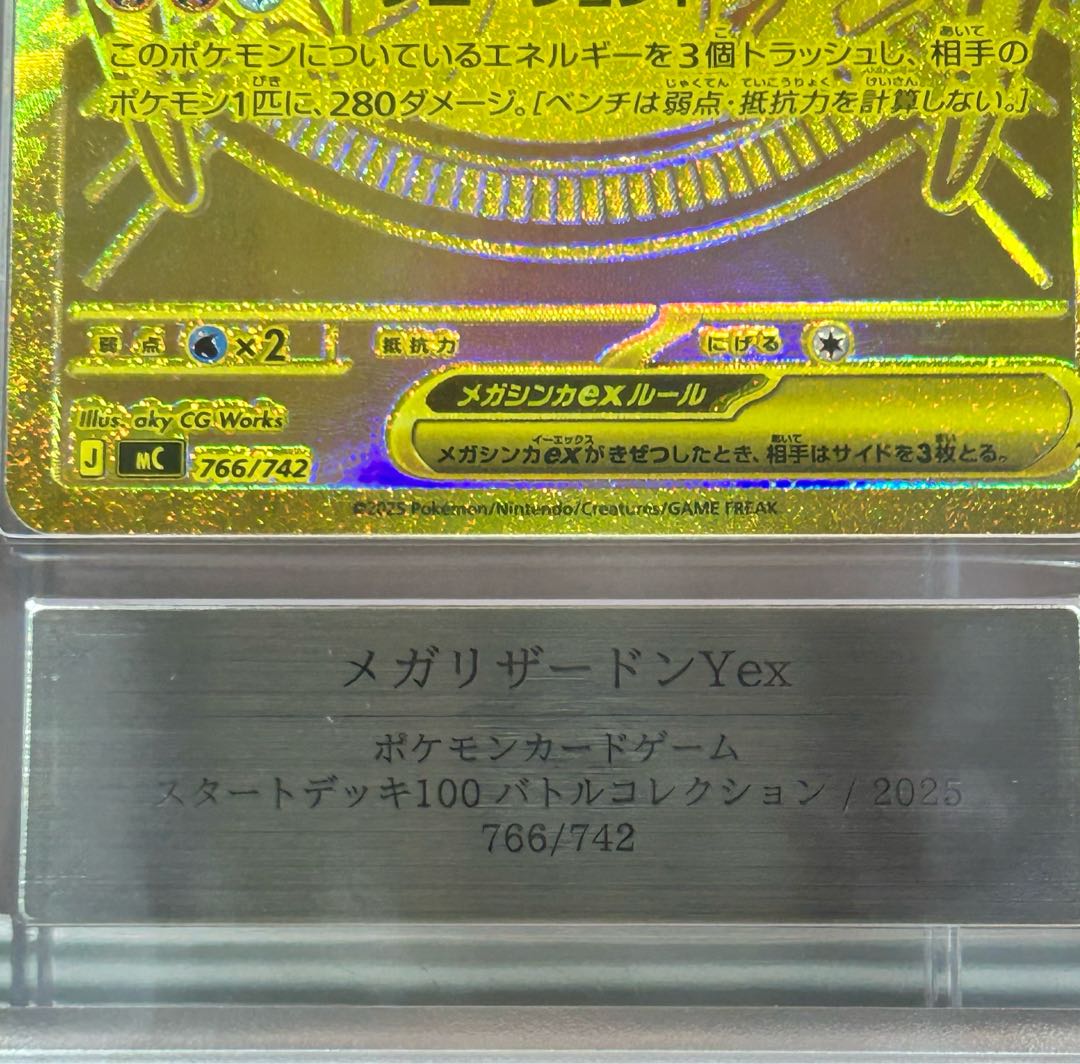 このポケモンについているエネルギーを3個トラッシュし、相手の
ポケモン1匹に、280ダメージ。[ベンチは弱点・抵抗力を計算しない。]
弱点 ×2 抵抗力 にげる
メガシンカexルール
メガシンカexがきぜつしたとき、相手はサイドを3枚とる。
Illus. aky CG Works
J MC 766/742
©2025 Pokémon/Nintendo/Creatures/GAME FREAK
メガリザードンYex
ポケモンカードゲーム
スタートデッキ100 バトルコレクション / 2025
766/742